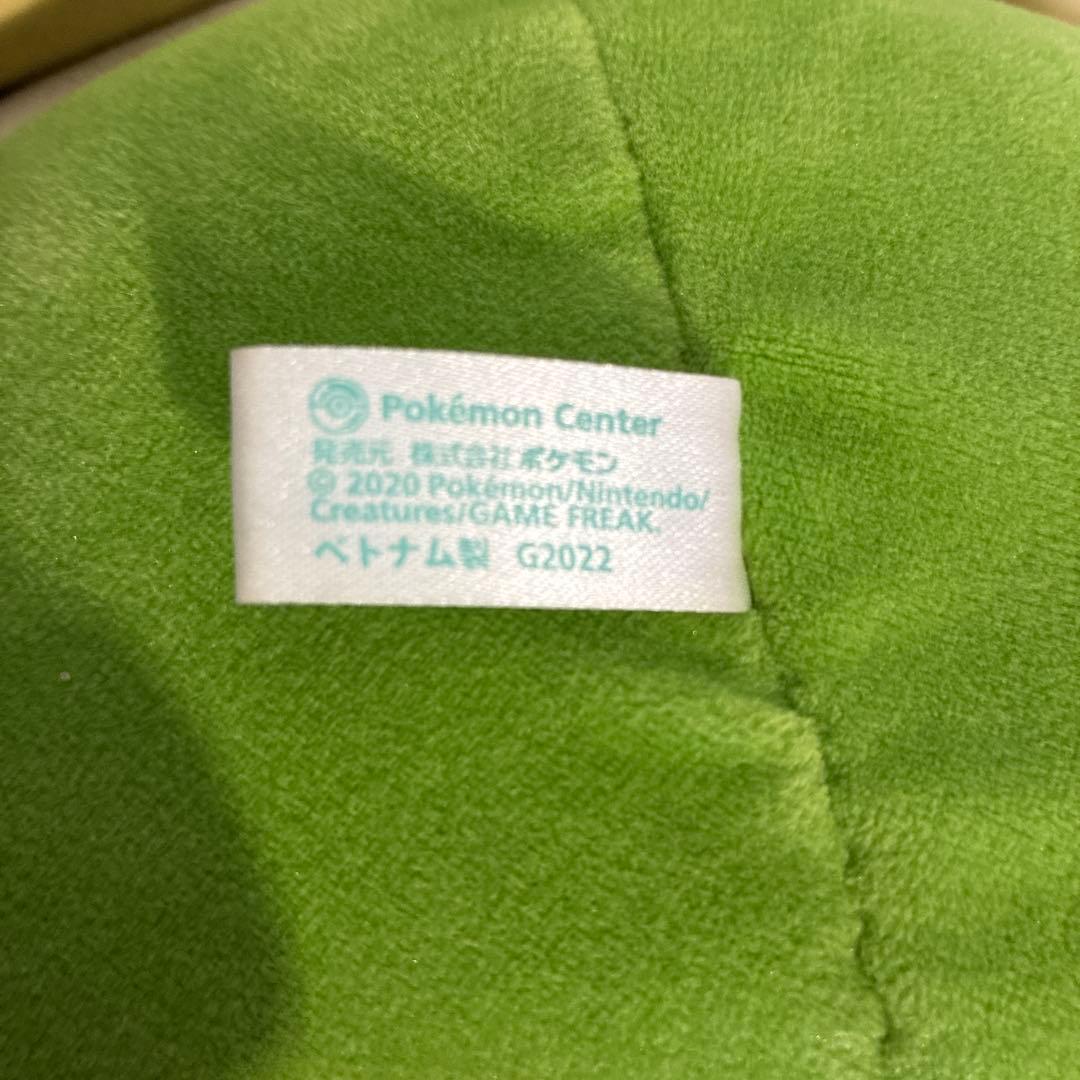 Pokémon Center
発売元 株式会社ポケモン
© 2020 Pokémon/Nintendo/
Creatures/GAME FREAK.
ベトナム製 G2022